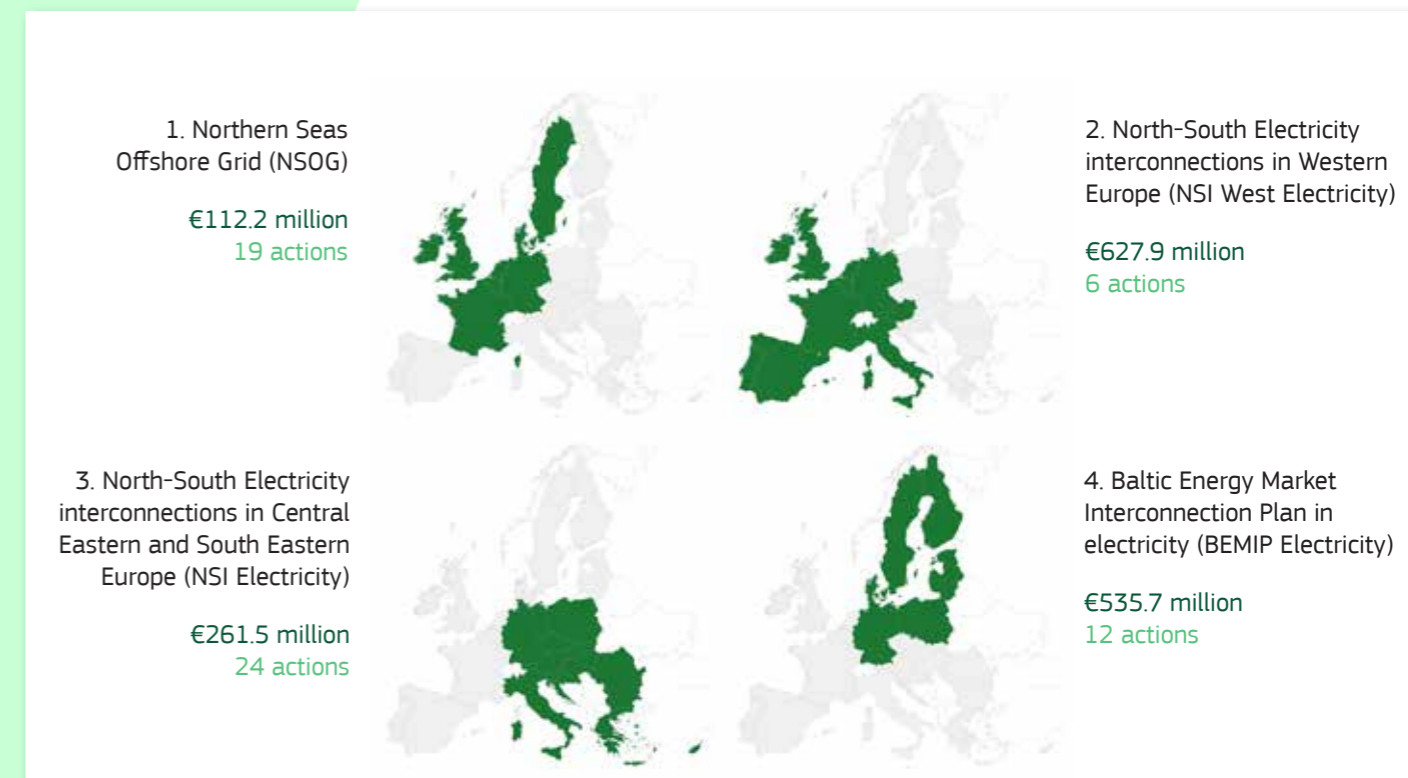 1. Northern Seas
Offshore Grid (NSOG)
€112.2 million
19 actions
2. North-South Electricity
interconnections in Western
Europe (NSI West Electricity)
€627.9 million
6 actions
3. North-South Electricity
interconnections in Central
Eastern and South Eastern
Europe (NSI Electricity)
€261.5 million
24 actions
4. Baltic Energy Market
Interconnection Plan in
electricity (BEMIP Electricity)
€535.7 million
12 actions